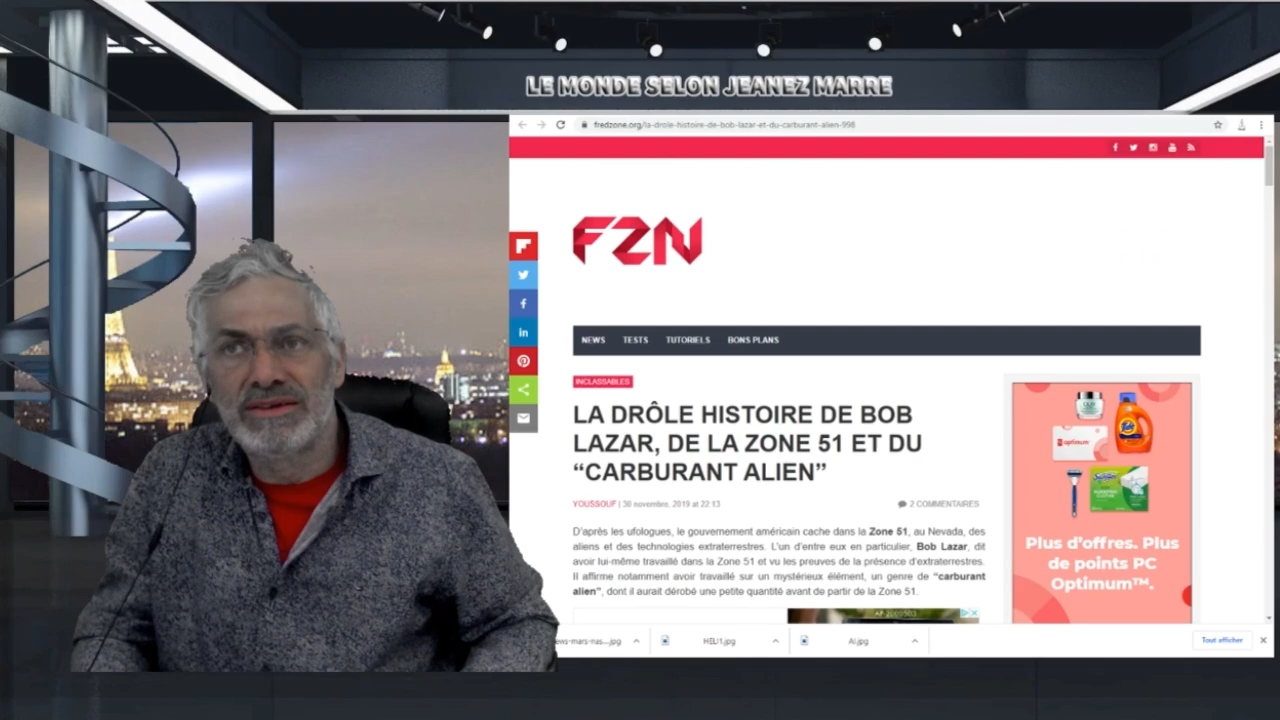 LE MONDE SELON JEANEZ MARRE
fredzone.org/la-drole-histoire-de-bob-lazar-et-du-carburant-alien-998
FZN
in
NEWS TESTS TUTORIELS BONS PLANS
INCLASSABLES
LA DRÔLE HISTOIRE DE BOB
LAZAR, DE LA ZONE 51 ET DU
“CARBURANT ALIEN”
YOUSSOUF | 30 novembre, 2019 at 22:13
2 COMMENTAIRES
D’après les ufologues, le gouvernement américain cache dans la Zone 51, au Nevada, des
aliens et des technologies extraterrestres. L’un d’entre eux en particulier, Bob Lazar, dit
avoir lui-même travaillé dans la Zone 51 et vu les preuves de la présence d’extraterrestres.
Il affirme notamment avoir travaillé sur un mystérieux élément, un genre de “carburant
alien”, dont il aurait dérobé une petite quantité avant de partir de la Zone 51.
optimum
Tide
Plus d’offres. Plus
de points PC
Optimum™.
ews-mars-nas...jpg
AI.jpg
Tout afficher